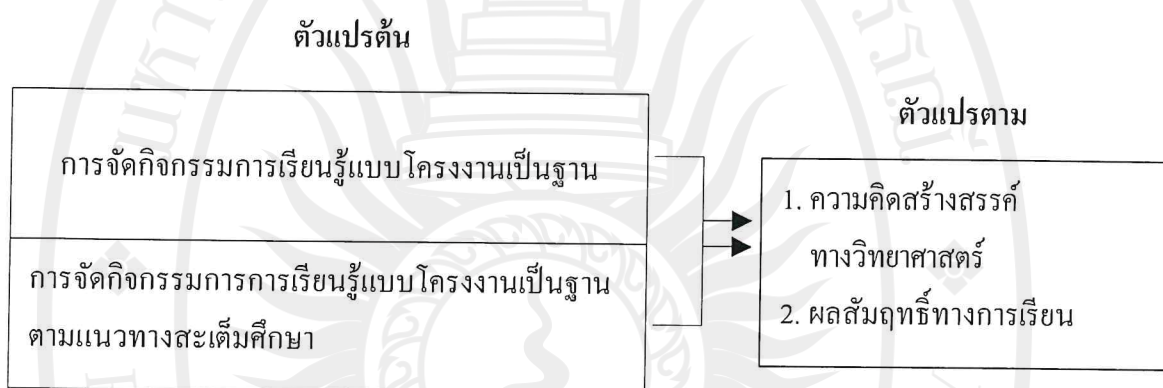 ตัวแปรต้น
การจัดกิจกรรมการเรียนรู้แบบโครงงานเป็นฐาน
การจัดกิจกรรมการการเรียนรู้แบบโครงงานเป็นฐาน
ตามแนวทางสะเต็มศึกษา
ตัวแปรตาม
1. ความคิดสร้างสรรค์
ทางวิทยาศาสตร์
2. ผลสัมฤทธิ์ทางการเรียน